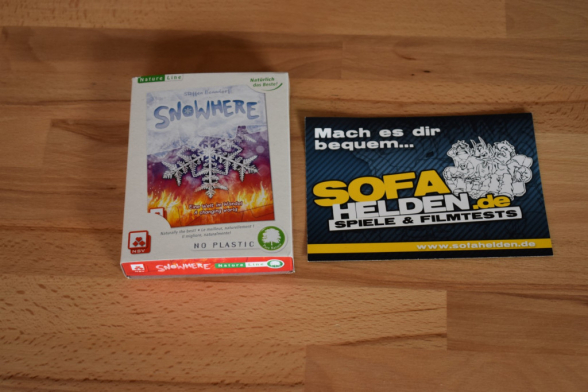 Nature Line
Natürlich
das Beste!
SNOWHERE
NO PLASTIC
NSV
SNOWHERE
Nature Line
Mach es dir
bequem...
SOFA
HELDEN.de
SPIELE & FILMTESTS
www.sofahelden.de